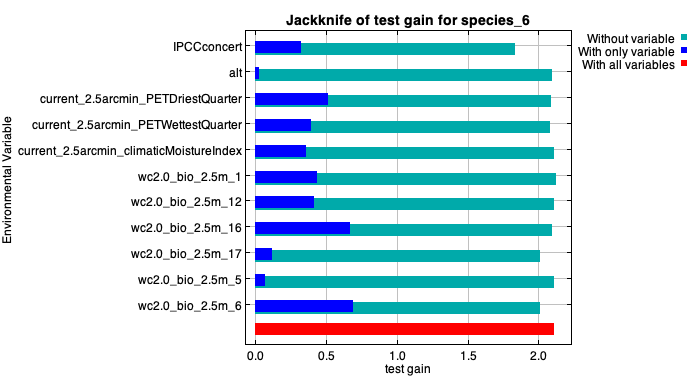 Jackknife of test gain for species_6
Without variable
With only variable
With all variables
Environmental Variable
IPCCconcert
alt
current_2.5arcmin_PETDriestQuarter
current_2.5arcmin_PETWettestQuarter
current_2.5arcmin_climaticMoistureIndex
wc2.0_bio_2.5m_1
wc2.0_bio_2.5m_12
wc2.0_bio_2.5m_16
wc2.0_bio_2.5m_17
wc2.0_bio_2.5m_5
wc2.0_bio_2.5m_6
0.0 0.5 1.0 1.5 2.0
test gain